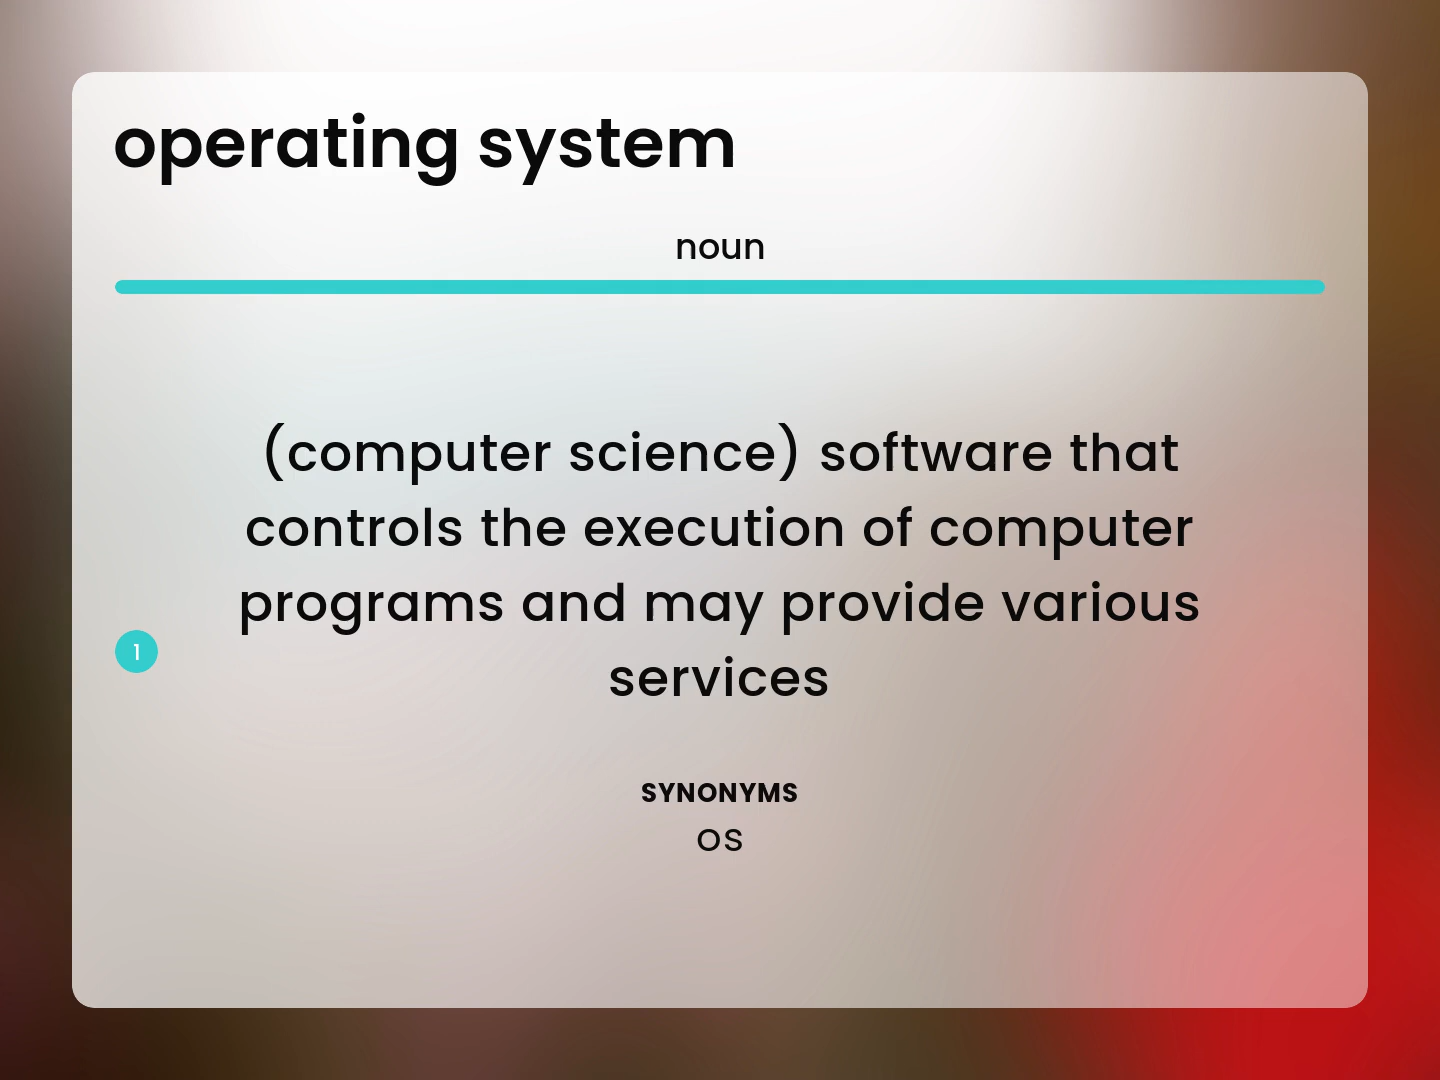 operating system
noun
(computer science) software that
controls the execution of computer
programs and may provide various
services
1
SYNONYMS
OS